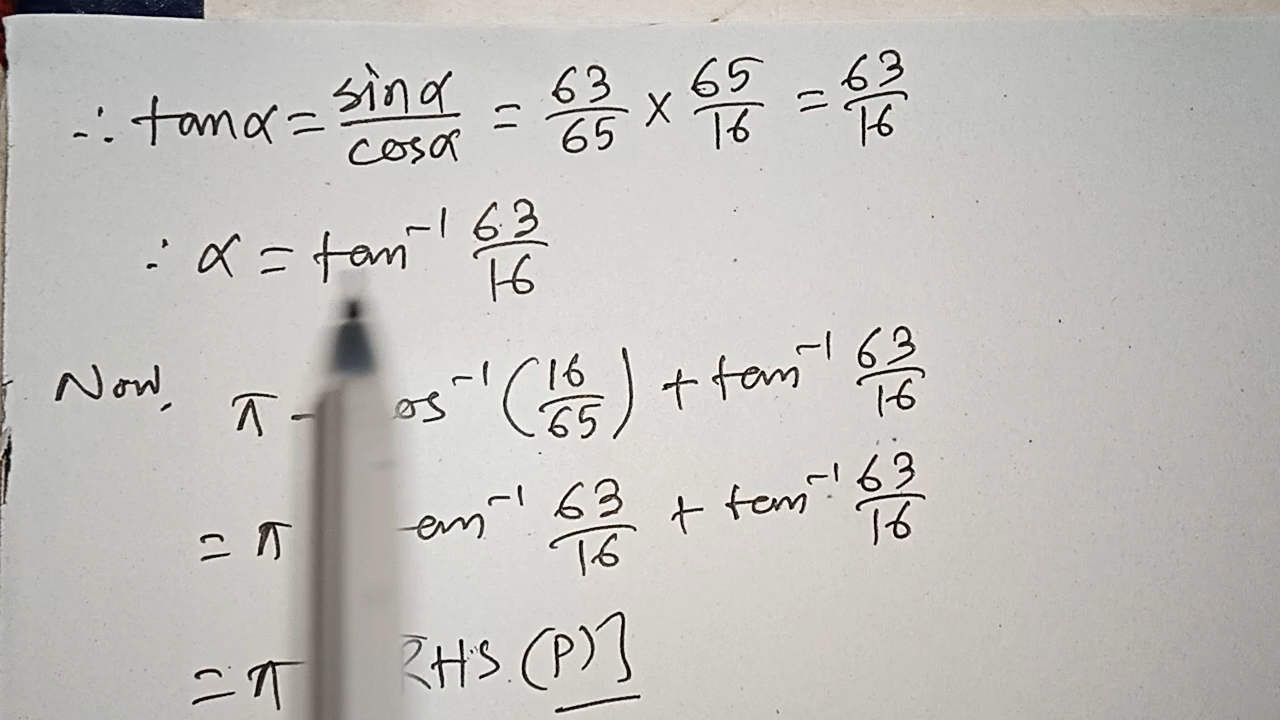 ∴ tanα = sinα/cosα = 63/65 × 65/16 = 63/16
∴ α = tan⁻¹ 63/16
Now, π - os⁻¹ (16/65) + tan⁻¹ 63/16
= π an⁻¹ 63/16 + tan⁻¹ 63/16
= π RHS (P)]